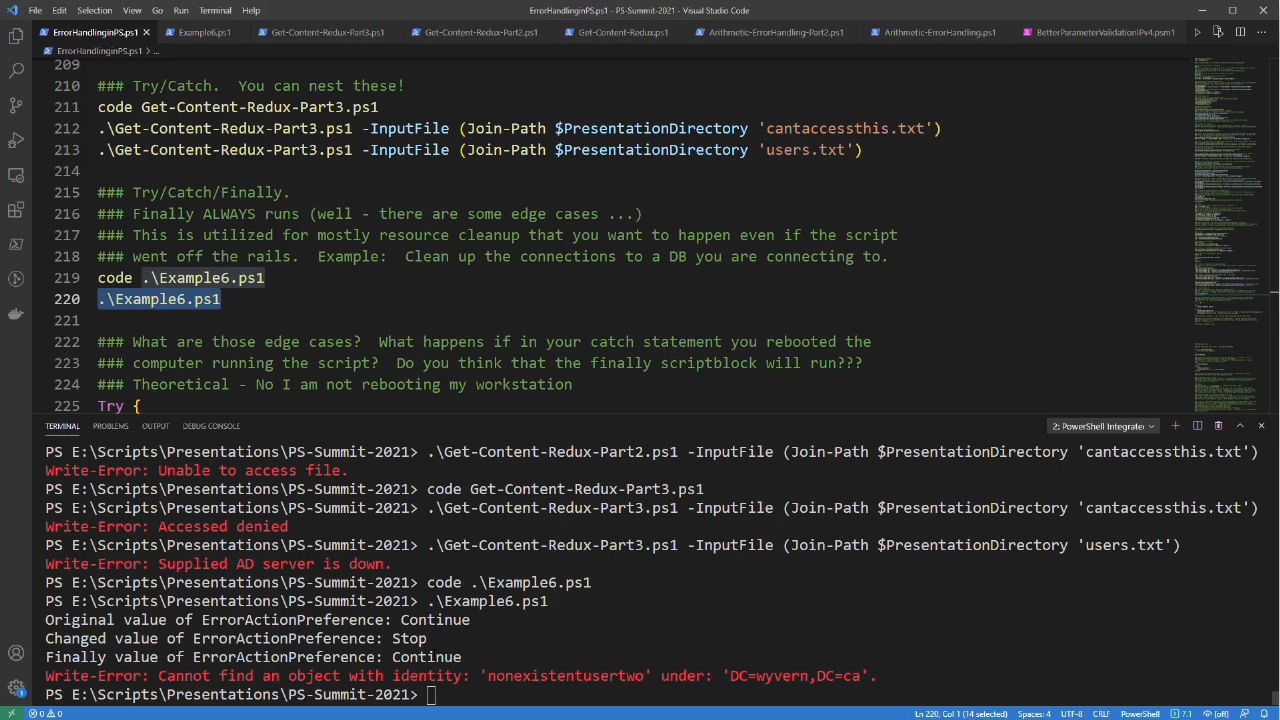 File Edit Selection View Go Run Terminal Help ErrorHandlinginPS.ps1 - PS-Summit-2021 - Visual Studio Code
ErrorHandlinginPS.ps1 Example6.ps1 Get-Content-Redux-Part3.ps1 Get-Content-Redux-Part2.ps1 Get-Content-Redux.ps1 Arithmetic-ErrorHandling-Part2.ps1 Arithmetic-ErrorHandling.ps1 BetterParameterValidationIPv4.psm1
ErrorHandlinginPS.ps1 > ...
209
210 ### Try/Catch.  You can nest these!
211 code Get-Content-Redux-Part3.ps1
212 .\Get-Content-Redux-Part3.ps1 -InputFile (Join-Path $PresentationDirectory 'cantaccessthis.txt')
213 .\Get-Content-Redux-Part3.ps1 -InputFile (Join-Path $PresentationDirectory 'users.txt')
214
215 ### Try/Catch/Finally.
216 ### Finally ALWAYS runs (well - there are some edge cases ...)
217 ### This is utilized for mostly resource cleanup that you want to happen even if the script
218 ### went off the rails.  Example:  Clean up of connections to a DB you are connecting to.
219 code .\Example6.ps1
220 .\Example6.ps1
221
222 ### What are those edge cases?  What happens if in your catch statement you rebooted the
223 ### computer running the script?  Do you think that the finally scriptblock will run???
224 ### Theoretical - No I am not rebooting my workstation
225 Try {
TERMINAL PROBLEMS OUTPUT DEBUG CONSOLE 2: PowerShell Integrate
PS E:\Scripts\Presentations\PS-Summit-2021> .\Get-Content-Redux-Part2.ps1 -InputFile (Join-Path $PresentationDirectory 'cantaccessthis.txt')
Write-Error: Unable to access file.
PS E:\Scripts\Presentations\PS-Summit-2021> code Get-Content-Redux-Part3.ps1
PS E:\Scripts\Presentations\PS-Summit-2021> .\Get-Content-Redux-Part3.ps1 -InputFile (Join-Path $PresentationDirectory 'cantaccessthis.txt')
Write-Error: Accessed denied
PS E:\Scripts\Presentations\PS-Summit-2021> .\Get-Content-Redux-Part3.ps1 -InputFile (Join-Path $PresentationDirectory 'users.txt')
Write-Error: Supplied AD server is down.
PS E:\Scripts\Presentations\PS-Summit-2021> code .\Example6.ps1
PS E:\Scripts\Presentations\PS-Summit-2021> .\Example6.ps1
Original value of ErrorActionPreference: Continue
Changed value of ErrorActionPreference: Stop
Finally value of ErrorActionPreference: Continue
Write-Error: Cannot find an object with identity: 'nonexistentusertwo' under: 'DC=wyvern,DC=ca'.
PS E:\Scripts\Presentations\PS-Summit-2021>
0 0 Ln 220, Col 1 (14 selected) Spaces: 4 UTF-8 CRLF PowerShell 7.1 [off]